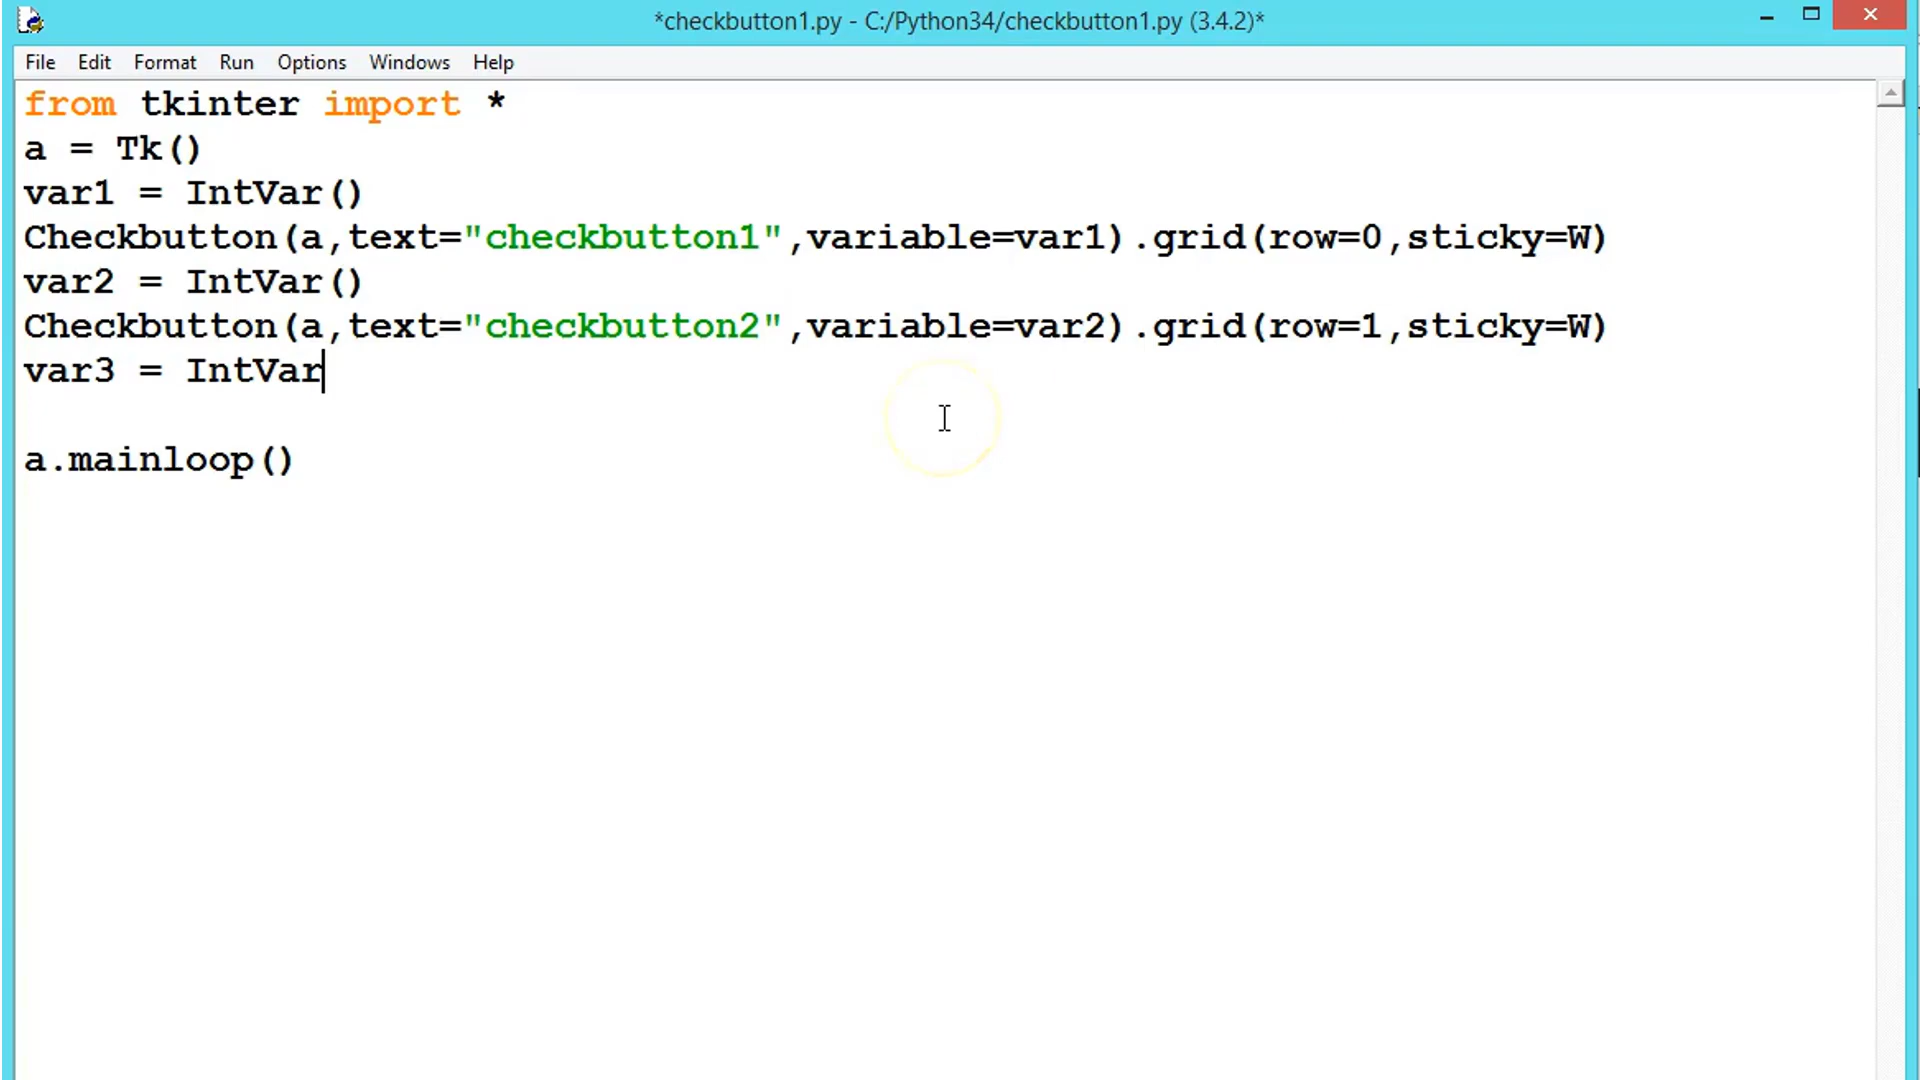 *checkbutton1.py - C:/Python34/checkbutton1.py (3.4.2)*
File Edit Format Run Options Windows Help
from tkinter import *
a = Tk()
var1 = IntVar()
Checkbutton(a,text="checkbutton1",variable=var1).grid(row=0,sticky=W)
var2 = IntVar()
Checkbutton(a,text="checkbutton2",variable=var2).grid(row=1,sticky=W)
var3 = IntVar
a.mainloop()